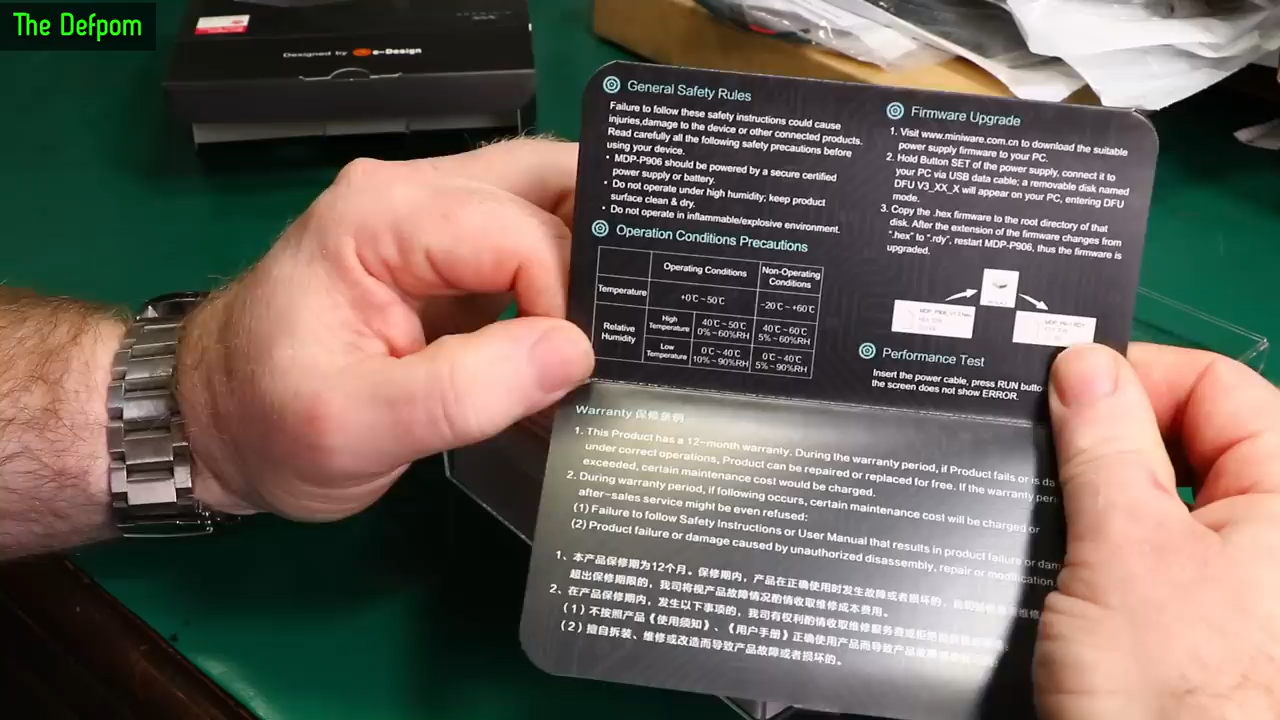 The Defpom
Designed by e-Design
General Safety Rules
Failure to follow these safety instructions could cause
injuries,damage to the device or other connected products.
Read carefully all the following safety precautions before
using your device.
• MDP-P906 should be powered by a secure certified
power supply or battery.
• Do not operate under high humidity; keep product
surface clean & dry.
• Do not operate in inflammable/explosive environment.
Operation Conditions Precautions
Operating Conditions
Non-Operating
Conditions
Temperature
+0℃~50℃
-20℃~+60℃
Relative
Humidity
High
Temperature
40℃~50℃
0%~60%RH
40℃~60℃
5%~60%RH
Low
Temperature
0℃~40℃
10%~90%RH
0℃~40℃
5%~90%RH
Firmware Upgrade
1. Visit www.miniware.com.cn to download the suitable
power supply firmware to your PC.
2. Hold Button SET of the power supply, connect it to
your PC via USB data cable; a removable disk named
DFU V3_XX_X will appear on your PC, entering DFU
mode.
3. Copy the .hex firmware to the root directory of that
disk. After the extension of the firmware changes from
".hex" to ".rdy", restart MDP-P906, thus the firmware is
upgraded.
Performance Test
Insert the power cable, press RUN butto
the screen does not show ERROR.
Warranty 保修条例
1. This Product has a 12-month warranty. During the warranty period, if Product fails or is da
under correct operations, Product can be repaired or replaced for free. If the warranty peri
exceeded, certain maintenance cost would be charged.
2. During warranty period, if following occurs, certain maintenance cost will be charged or
after-sales service might be even refused:
(1) Failure to follow Safety Instructions or User Manual that results in product failure or dam
(2) Product failure or damage caused by unauthorized disassembly, repair or modification.
1、本产品保修期为12个月。保修期内，产品在正确使用时发生故障或者损坏的，
超出保修期限的，我司将视产品故障情况酌情收取维修成本费用。
2、在产品保修期内，发生以下事项的，我司有权利酌情收取维修服务费或拒绝
(1) 不按照产品《使用须知》、《用户手册》正确使用产品而导致产品故障
(2) 擅自拆装、维修或改造而导致产品故障或者损坏的。